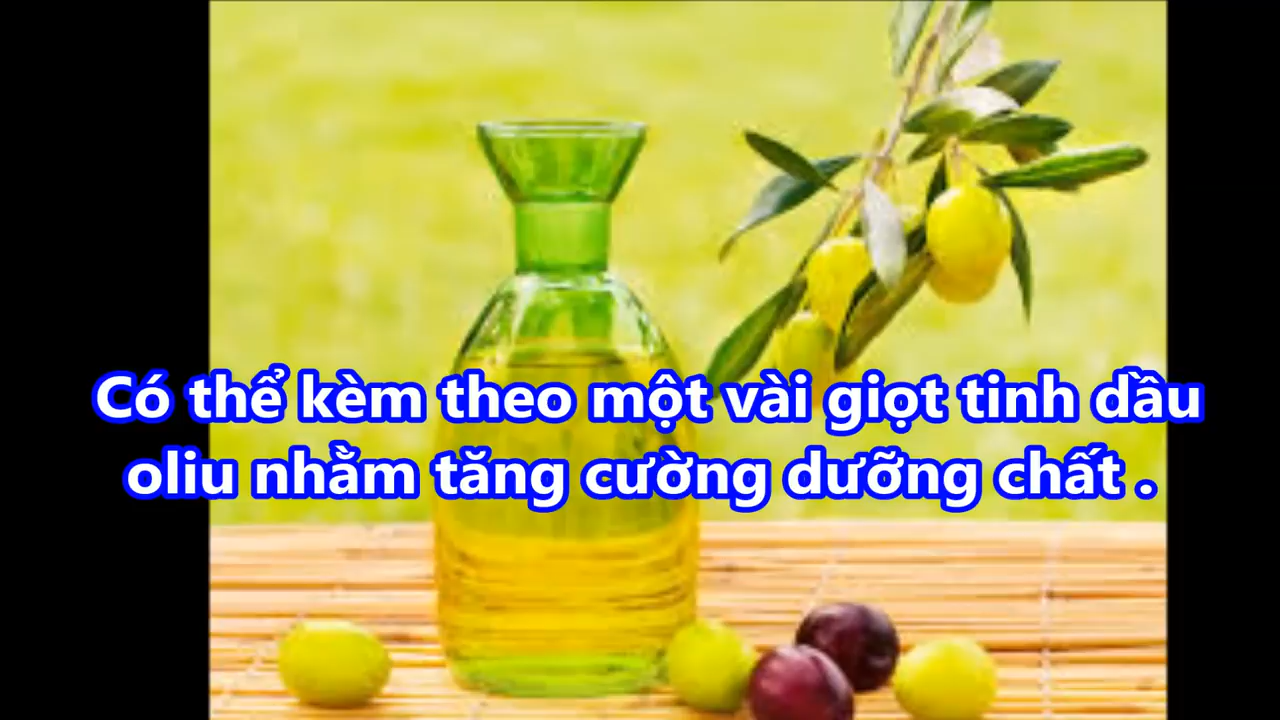 Có thể kèm theo một vài giọt tinh dầu
oliu nhằm tăng cường dưỡng chất .